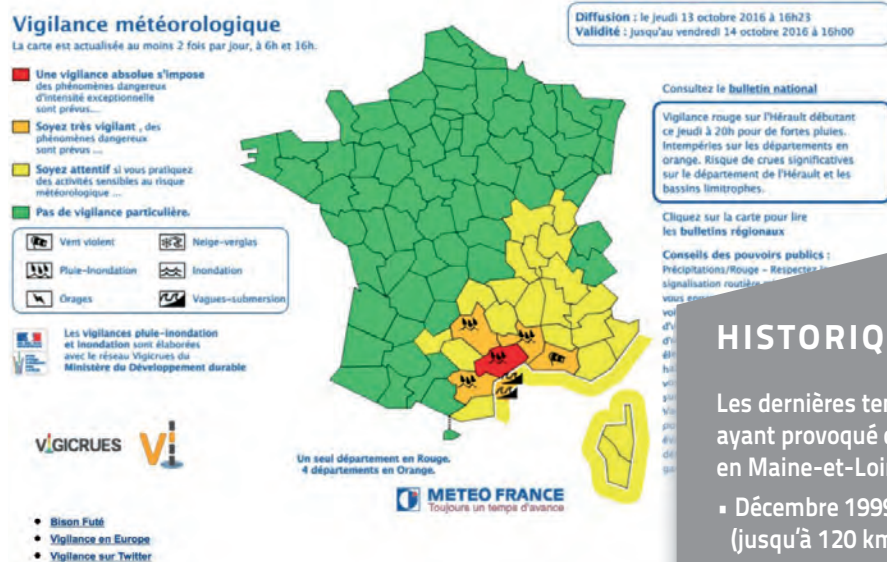 Vigilance météorologique
La carte est actualisée au moins 2 fois par jour, à 6h et 16h.
Une vigilance absolue s'impose
des phénomènes dangereux
d'intensité exceptionnelle
sont prévus...
Soyez très vigilant , des
phénomènes dangereux
sont prévus ...
Soyez attentif si vous pratiquez
des activités sensibles au risque
météorologique ...
Pas de vigilance particulière.
Vent violent
Neige-verglas
Pluie-Inondation
Inondation
Orages
Vagues-submersion
Les vigilances pluie-inondation
et inondation sont élaborées
avec le réseau Vigicrues du
Ministère du Développement durable
VIGICRUES
Bison Futé
Vigilance en Europe
Vigilance sur Twitter
Un seul département en Rouge.
4 départements en Orange.
METEO FRANCE
Toujours un temps d'avance
Diffusion : le jeudi 13 octobre 2016 à 16h23
Validité : jusqu'au vendredi 14 octobre 2016 à 16h00
Consultez le bulletin national
Vigilance rouge sur l'Hérault débutant
ce jeudi à 20h pour de fortes pluies.
Intempéries sur les départements en
orange. Risque de crues significatives
sur le département de l'Hérault et les
bassins limitrophes.
Cliquez sur la carte pour lire
les bulletins régionaux
Conseils des pouvoirs publics :
Précipitations/Rouge - Respectez
signalisation routière
vous
HISTORIQ
Les dernières
ayant provoqué
en Maine-et-Loi
▪ Décembre 1999
(jusqu'à 120 km